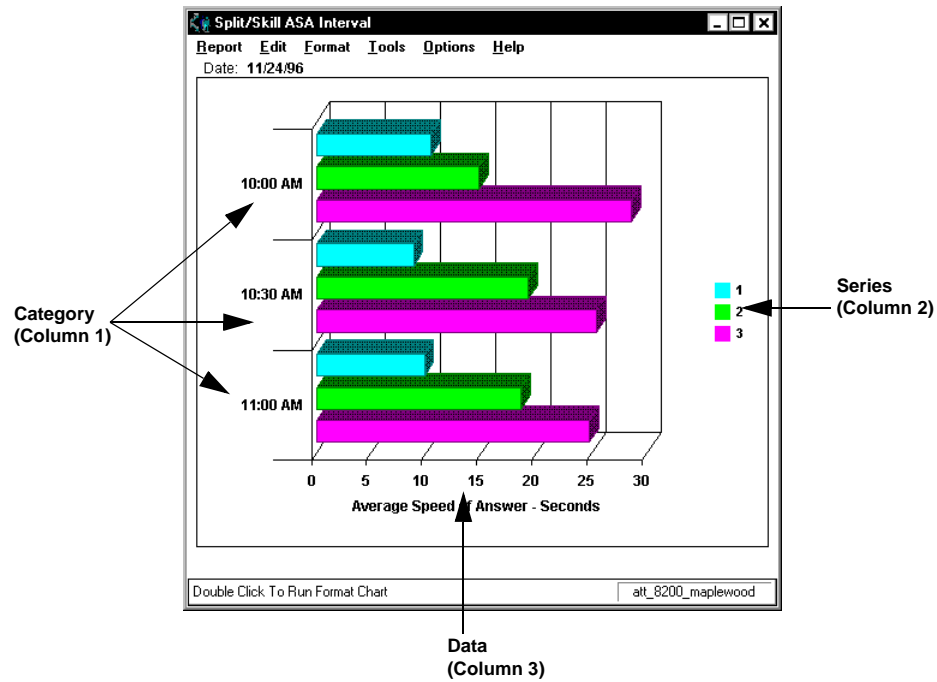 Split/Skill ASA Interval
Report Edit Format Tools Options Help
Date: 11/24/96
10:00 AM
10:30 AM
11:00 AM
Category
(Column 1)
1
2
3
Series
(Column 2)
0 5 10 15 20 25 30
Average Speed of Answer - Seconds
Double Click To Run Format Chart
att_8200_maplewood
Data
(Column 3)